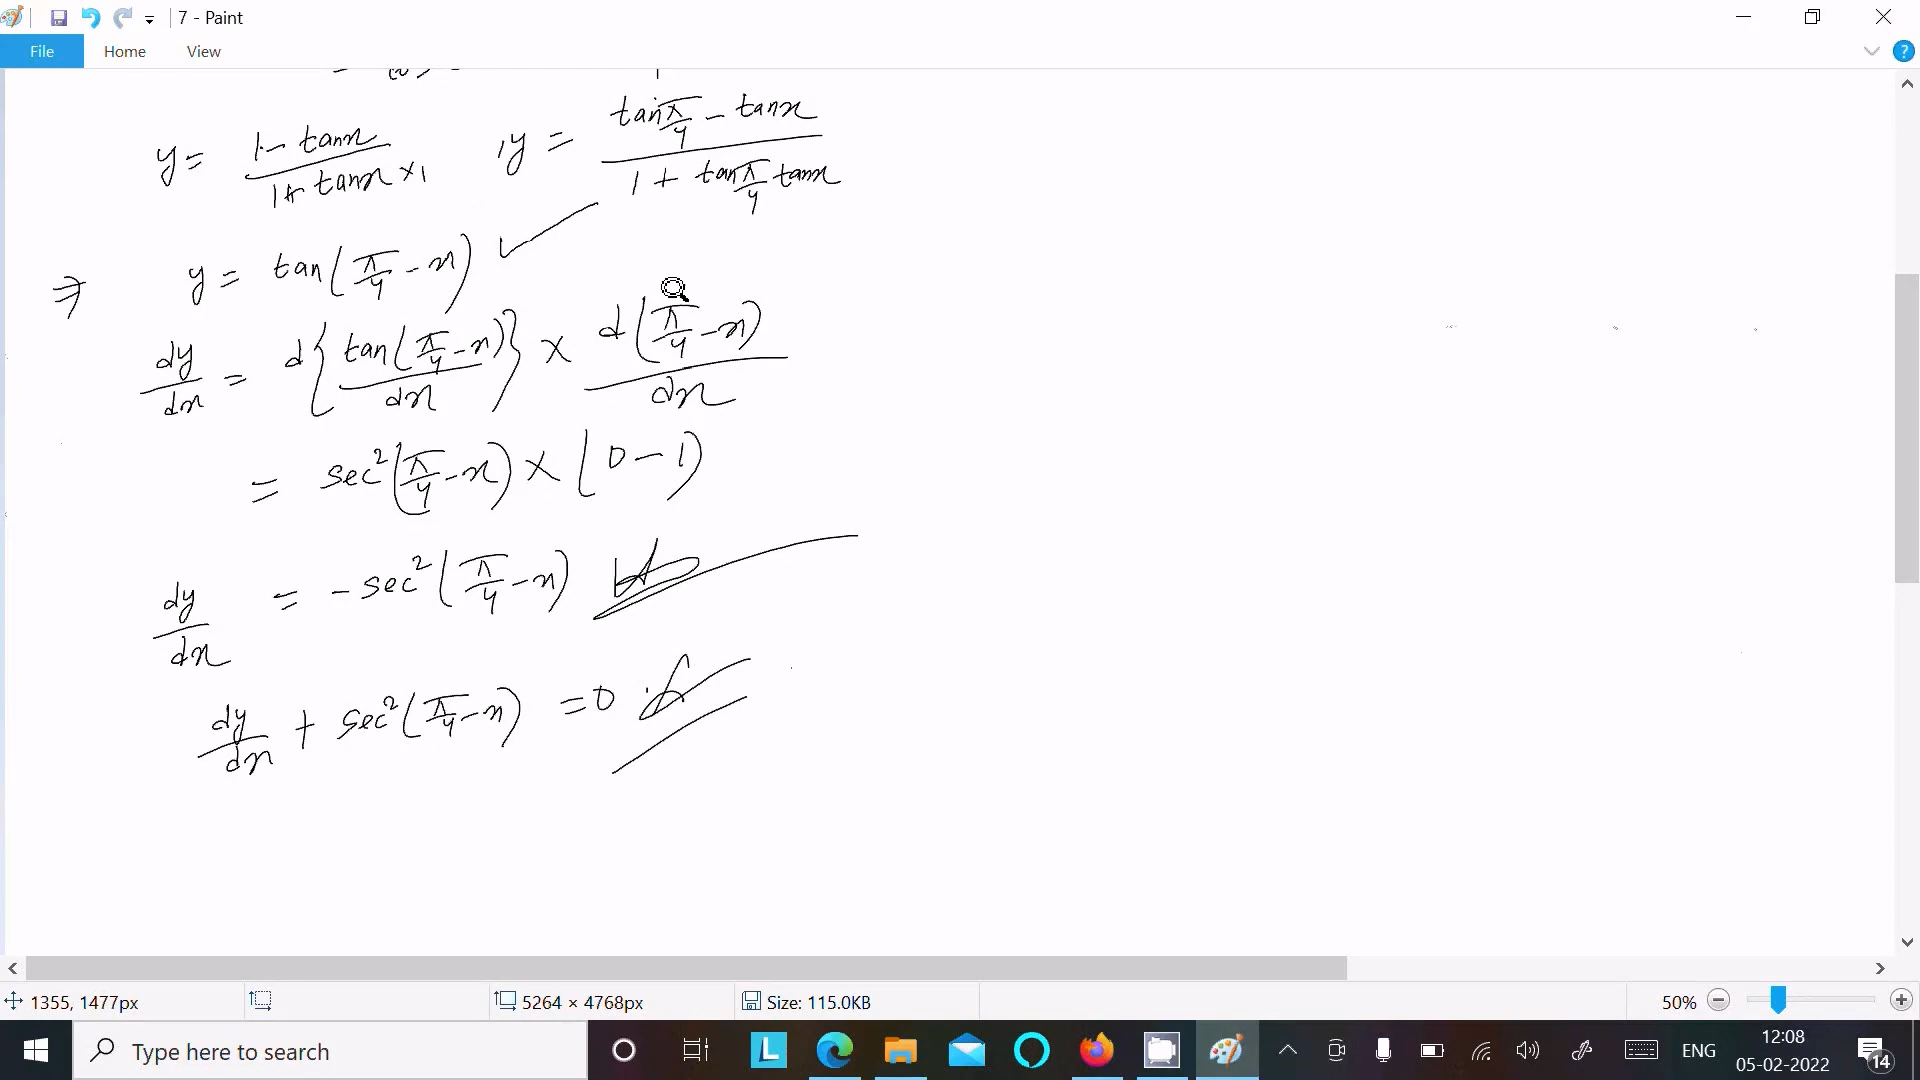 7 - Paint
File Home View
y = 1 - tanx / 1 + tanx × 1 , y = tan π/4 - tanx / 1 + tan π/4 tanx
⇒ y = tan(π/4 - x)
dy/dx = d{tan(π/4 - x)/dx} × d(π/4 - x)/dx
= sec²(π/4 - x) × (0 - 1)
dy/dx = - sec²(π/4 - x)
dy/dx + sec²(π/4 - x) = 0
1355, 1477px 5264 × 4768px Size: 115.0KB 50%
Type here to search ENG 12:08
05-02-2022 14